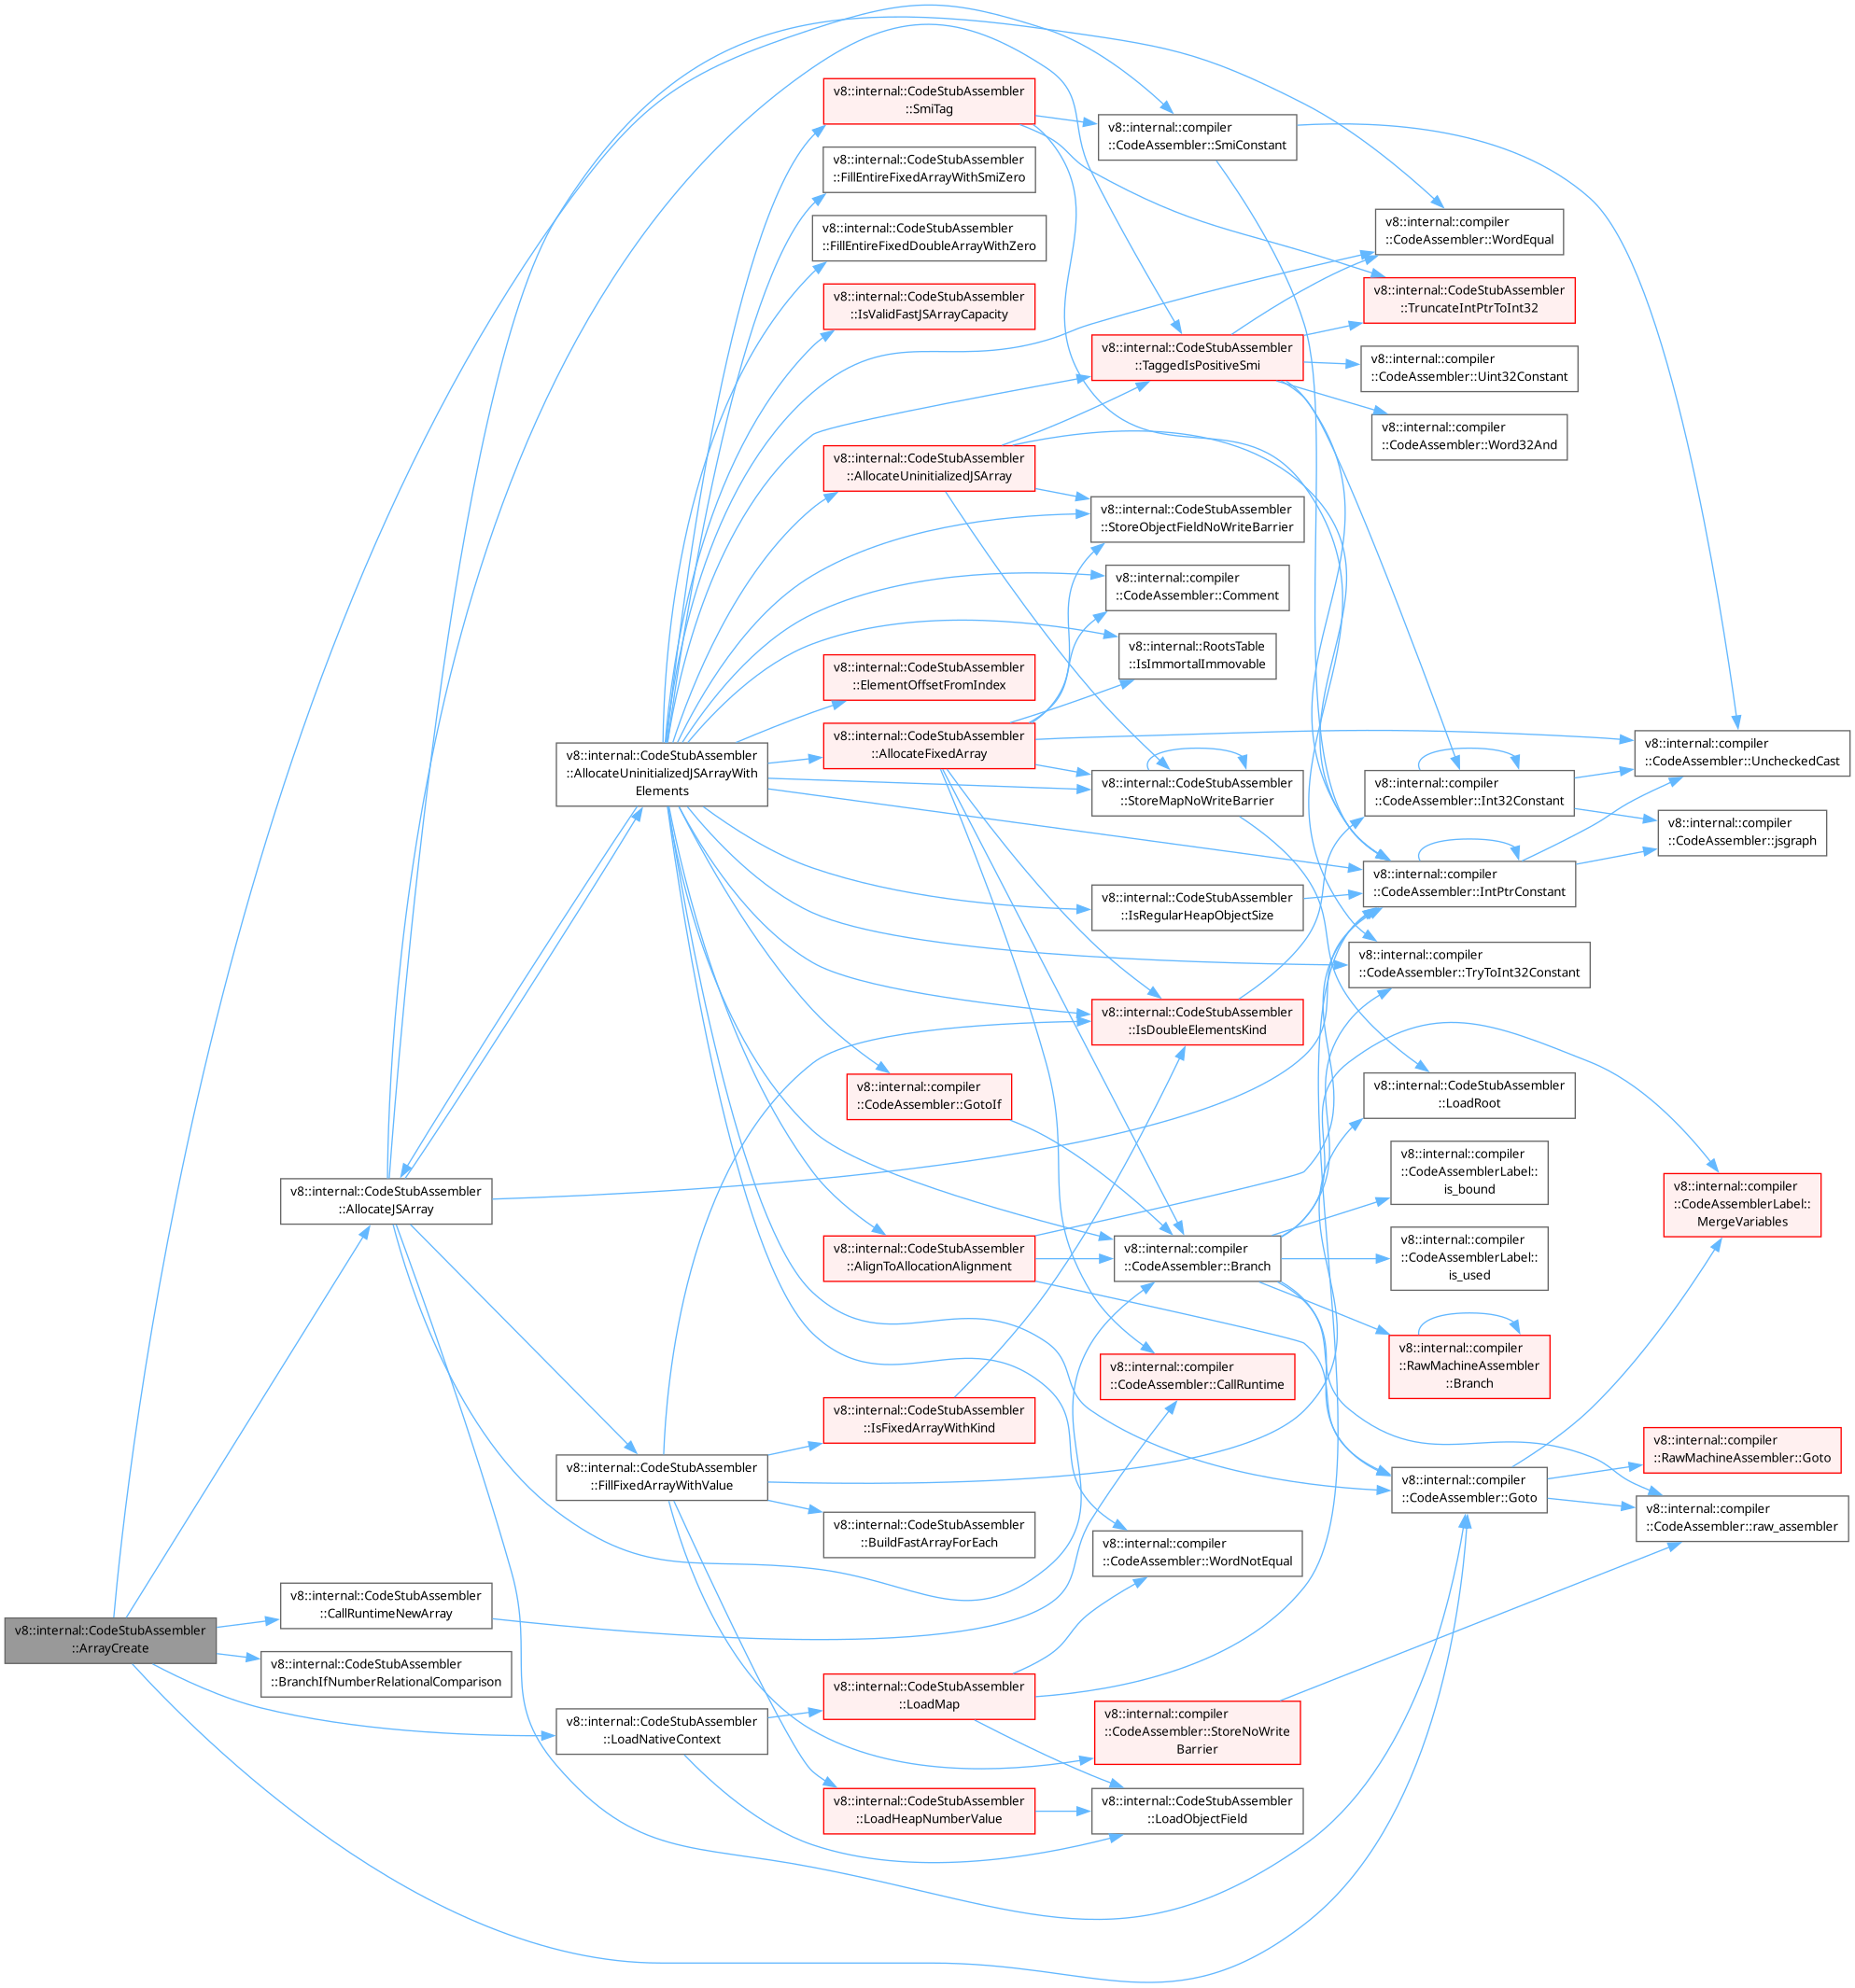 v8::internal::CodeStubAssembler
::SmiTag
v8::internal::compiler
::CodeAssembler::SmiConstant
v8::internal::CodeStubAssembler
::FillEntireFixedArrayWithSmiZero
v8::internal::compiler
::CodeAssembler::WordEqual
v8::internal::CodeStubAssembler
::FillEntireFixedDoubleArrayWithZero
v8::internal::CodeStubAssembler
::IsValidFastJSArrayCapacity
v8::internal::CodeStubAssembler
::TruncateIntPtrToInt32
v8::internal::CodeStubAssembler
::TaggedIsPositiveSmi
v8::internal::compiler
::CodeAssembler::Uint32Constant
v8::internal::compiler
::CodeAssembler::Word32And
v8::internal::CodeStubAssembler
::AllocateUninitializedJSArray
v8::internal::CodeStubAssembler
::StoreObjectFieldNoWriteBarrier
v8::internal::compiler
::CodeAssembler::Comment
v8::internal::RootsTable
::IsImmortalImmovable
v8::internal::CodeStubAssembler
::ElementOffsetFromIndex
v8::internal::CodeStubAssembler
::AllocateFixedArray
v8::internal::CodeStubAssembler
::AllocateUninitializedJSArrayWith
Elements
v8::internal::CodeStubAssembler
::StoreMapNoWriteBarrier
v8::internal::compiler
::CodeAssembler::Int32Constant
v8::internal::compiler
::CodeAssembler::UncheckedCast
v8::internal::compiler
::CodeAssembler::jsgraph
v8::internal::compiler
::CodeAssembler::IntPtrConstant
v8::internal::CodeStubAssembler
::IsRegularHeapObjectSize
v8::internal::compiler
::CodeAssembler::TryToInt32Constant
v8::internal::CodeStubAssembler
::IsDoubleElementsKind
v8::internal::compiler
::CodeAssembler::GotoIf
v8::internal::CodeStubAssembler
::LoadRoot
v8::internal::compiler
::CodeAssemblerLabel::
is_bound
v8::internal::compiler
::CodeAssemblerLabel::
MergeVariables
v8::internal::CodeStubAssembler
::AllocateJSArray
v8::internal::CodeStubAssembler
::AlignToAllocationAlignment
v8::internal::compiler
::CodeAssembler::Branch
v8::internal::compiler
::CodeAssemblerLabel::
is_used
v8::internal::compiler
::RawMachineAssembler
::Branch
v8::internal::compiler
::CodeAssembler::CallRuntime
v8::internal::CodeStubAssembler
::IsFixedArrayWithKind
v8::internal::compiler
::RawMachineAssembler::Goto
v8::internal::CodeStubAssembler
::FillFixedArrayWithValue
v8::internal::compiler
::CodeAssembler::Goto
v8::internal::compiler
::CodeAssembler::raw_assembler
v8::internal::CodeStubAssembler
::BuildFastArrayForEach
v8::internal::compiler
::CodeAssembler::WordNotEqual
v8::internal::CodeStubAssembler
::CallRuntimeNewArray
v8::internal::CodeStubAssembler
::ArrayCreate
v8::internal::CodeStubAssembler
::BranchIfNumberRelationalComparison
v8::internal::CodeStubAssembler
::LoadMap
v8::internal::CodeStubAssembler
::LoadNativeContext
v8::internal::compiler
::CodeAssembler::StoreNoWrite
Barrier
v8::internal::CodeStubAssembler
::LoadHeapNumberValue
v8::internal::CodeStubAssembler
::LoadObjectField